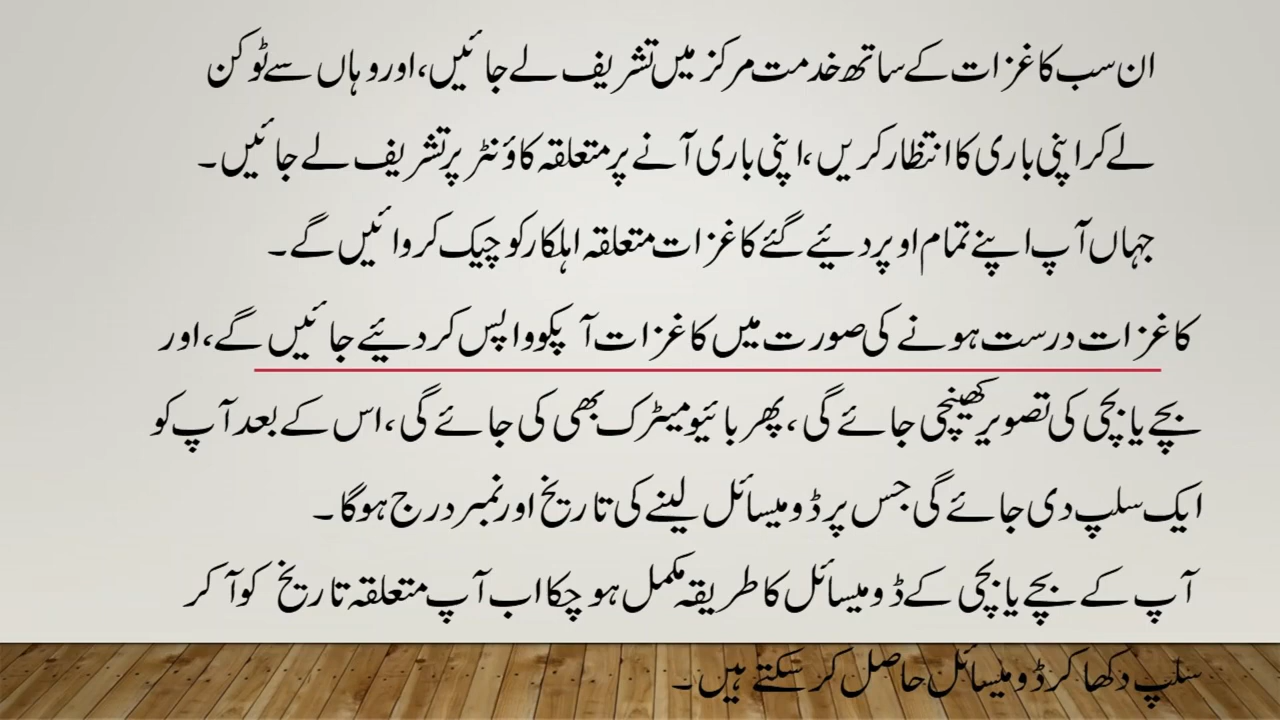 ان سب کاغزات کے ساتھ خدمت مرکز میں تشریف لے جائیں، اور وہاں سے ٹوکن
لے کر اپنی باری کا انتظار کریں، اپنی باری آنے پر متعلقہ کاؤنٹر پر تشریف لے جائیں۔
جہاں آپ اپنے تمام اوپر دئیے گئے کاغزات متعلقہ اہلکار کو چیک کروائیں گے۔
کاغزات درست ہونے کی صورت میں کاغزات آپکو واپس کر دئیے جائیں گے، اور
بچے یا بچی کی تصویر کھینچی جائے گی، پھر بائیو میٹرک بھی کی جائے گی، اس کے بعد آپ کو
ایک سلپ دی جائے گی جس پر ڈومیسائل لینے کی تاریخ اور نمبر درج ہوگا۔
آپ کے بچے یا بچی کے ڈومیسائل کا طریقہ مکمل ہو چکا اب آپ متعلقہ تاریخ کو آ کر
سلپ دکھا کر ڈومیسائل حاصل کر سکتے ہیں۔